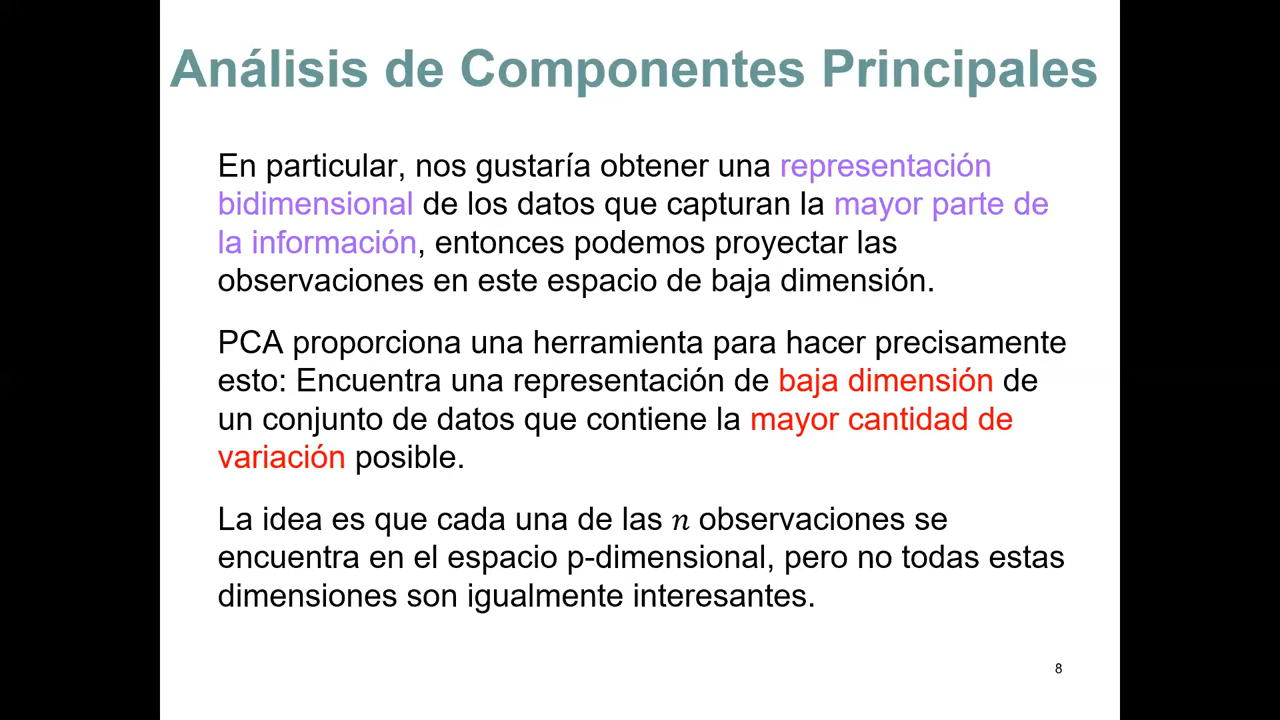 Análisis de Componentes Principales
En particular, nos gustaría obtener una representación
bidimensional de los datos que capturan la mayor parte de
la información, entonces podemos proyectar las
observaciones en este espacio de baja dimensión.
PCA proporciona una herramienta para hacer precisamente
esto: Encuentra una representación de baja dimensión de
un conjunto de datos que contiene la mayor cantidad de
variación posible.
La idea es que cada una de las n observaciones se
encuentra en el espacio p-dimensional, pero no todas estas
dimensiones son igualmente interesantes.
8